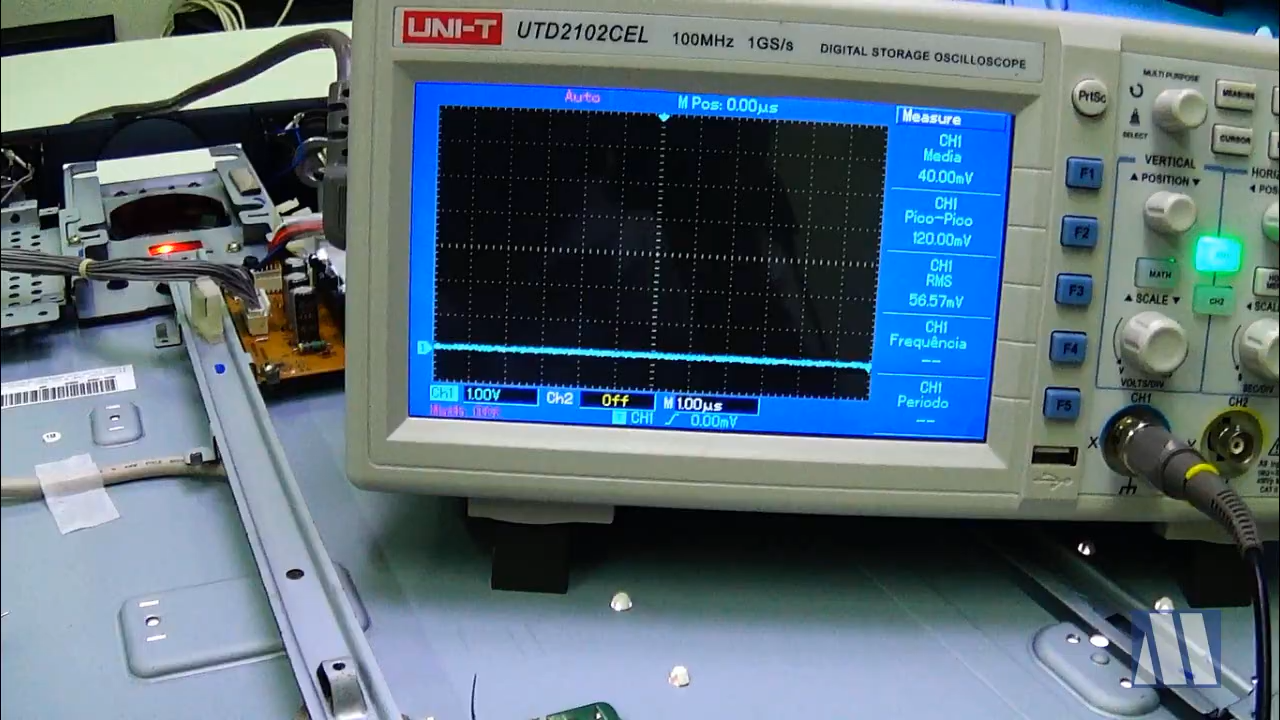 UNI-T UTD2102CEL 100MHz 1GS/s DIGITAL STORAGE OSCILLOSCOPE
Auto M Pos: 0.00µs
Measure
CH1
Media
40.00mV
CH1
Pico-Pico
120.00mV
CH1
RMS
56.57mV
CH1
Frequência
--
CH1
Periodo
--
1
Ch1 1.00V Ch2 Off M 1.00µs
CH1 0.00mV
PrtSc
MULTI PURPOSE
SELECT
MEASURE
CURSOR
F1
F2
F3
F4
F5
VERTICAL
▲ POSITION ▼
MATH
CH2
▲ SCALE ▼
VOLTS/DIV
CH1
CH2
X
Y